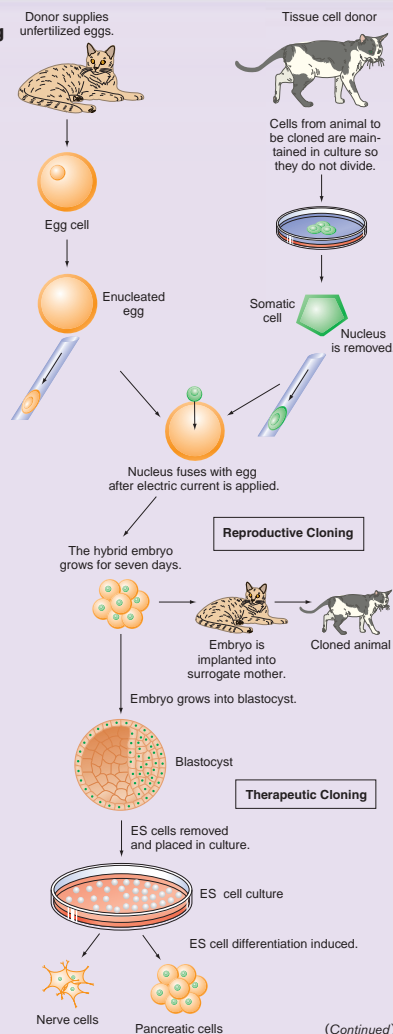 g
Donor supplies
unfertilized eggs.
Tissue cell donor
Cells from animal to
be cloned are main-
tained in culture so
they do not divide.
Egg cell
Enucleated
egg
Somatic
cell
Nucleus
is removed
Nucleus fuses with egg
after electric current is applied.
Reproductive Cloning
The hybrid embryo
grows for seven days.
Embryo is
implanted into
surrogate mother.
Cloned animal
Embryo grows into blastocyst.
Blastocyst
Therapeutic Cloning
ES cells removed
and placed in culture.
ES cell culture
ES cell differentiation induced.
Nerve cells
Pancreatic cells
(Continued)